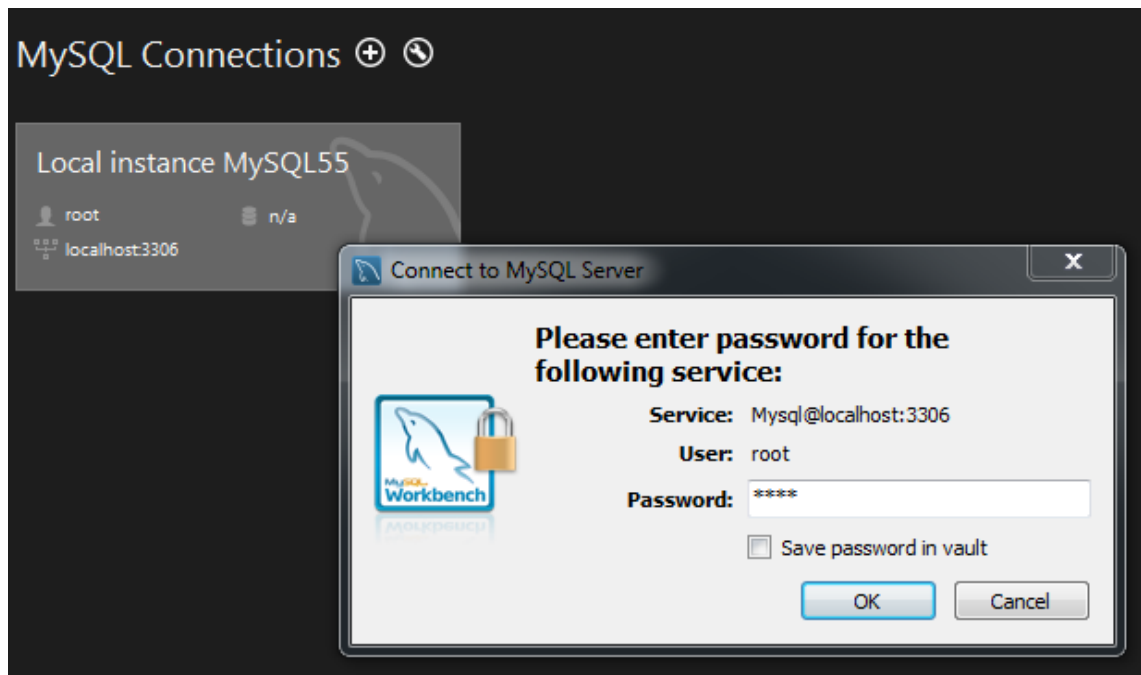 MySQL Connections
Local instance MySQL55
root
n/a
localhost:3306
Connect to MySQL Server
Please enter password for the
following service:
Service: Mysql@localhost:3306
User: root
Password: ****
Save password in vault
OK Cancel
MySQL
Workbench